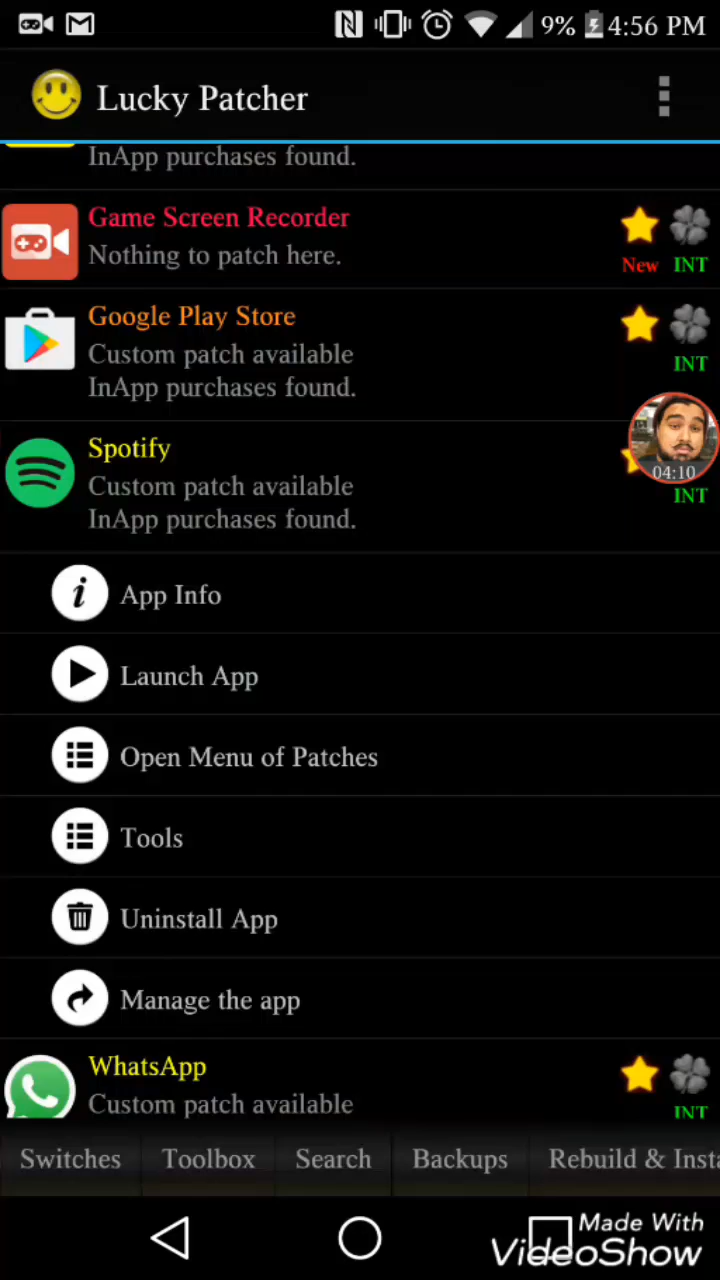 9% 4:56 PM
Lucky Patcher
InApp purchases found.
Game Screen Recorder
Nothing to patch here.
New INT
Google Play Store
Custom patch available
InApp purchases found.
INT
Spotify
Custom patch available
InApp purchases found.
04:10
INT
App Info
Launch App
Open Menu of Patches
Tools
Uninstall App
Manage the app
WhatsApp
Custom patch available
INT
Switches Toolbox Search Backups Rebuild & Insta
Made With
VideoShow